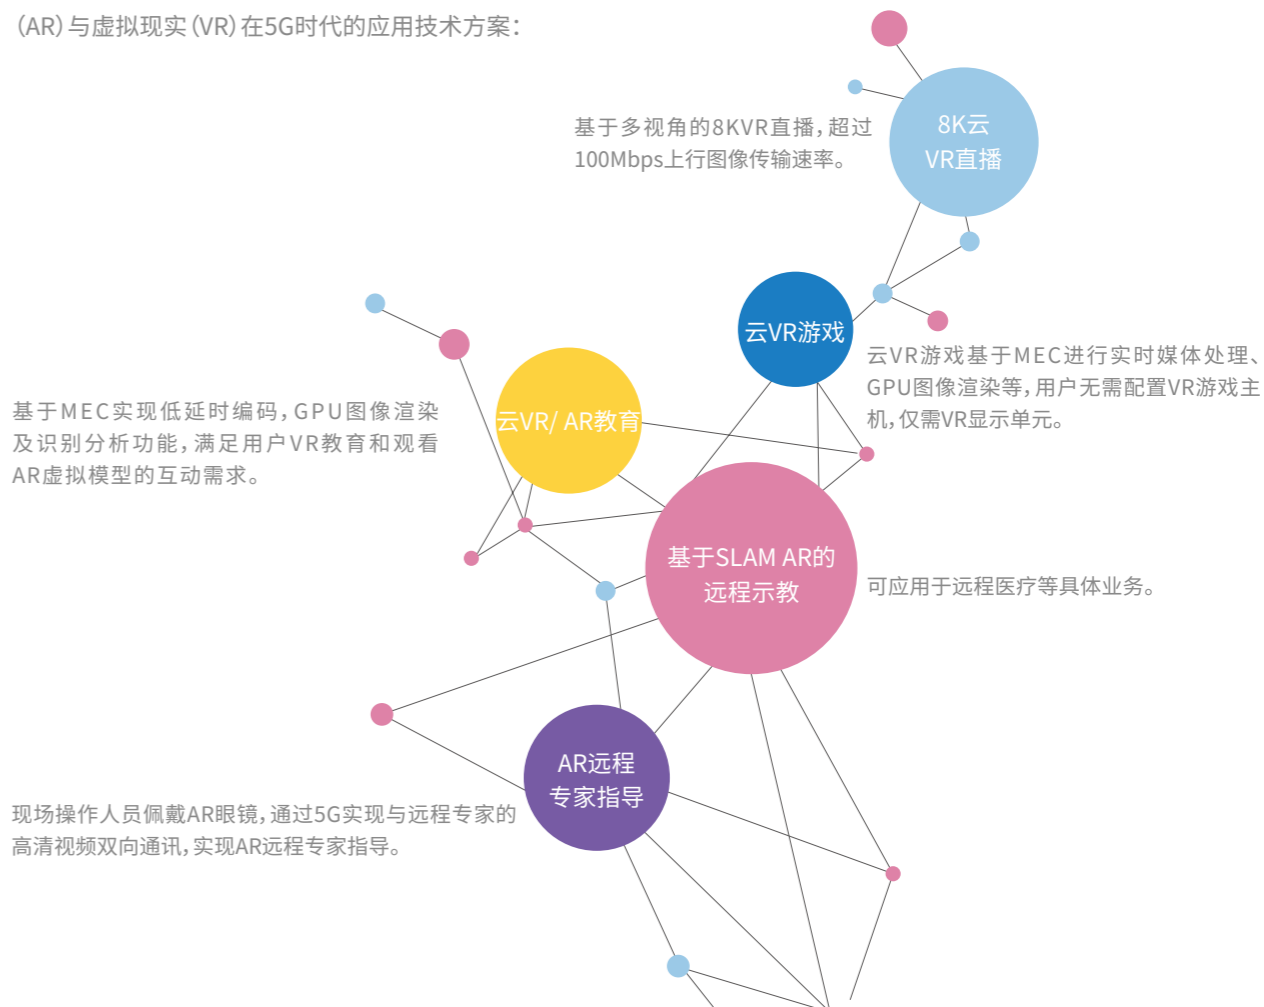 （AR）与虚拟现实（VR）在5G时代的应用技术方案：
8K云
VR直播
基于多视角的8KVR直播，超过
100Mbps上行图像传输速率。
云VR游戏
云VR游戏基于MEC进行实时媒体处理、
GPU图像渲染等，用户无需配置VR游戏主
机，仅需VR显示单元。
云VR/ AR教育
基于MEC实现低延时编码，GPU图像渲染
及识别分析功能，满足用户VR教育和观看
AR虚拟模型的互动需求。
基于SLAM AR的
远程示教
可应用于远程医疗等具体业务。
AR远程
专家指导
现场操作人员佩戴AR眼镜，通过5G实现与远程专家的
高清视频双向通讯，实现AR远程专家指导。